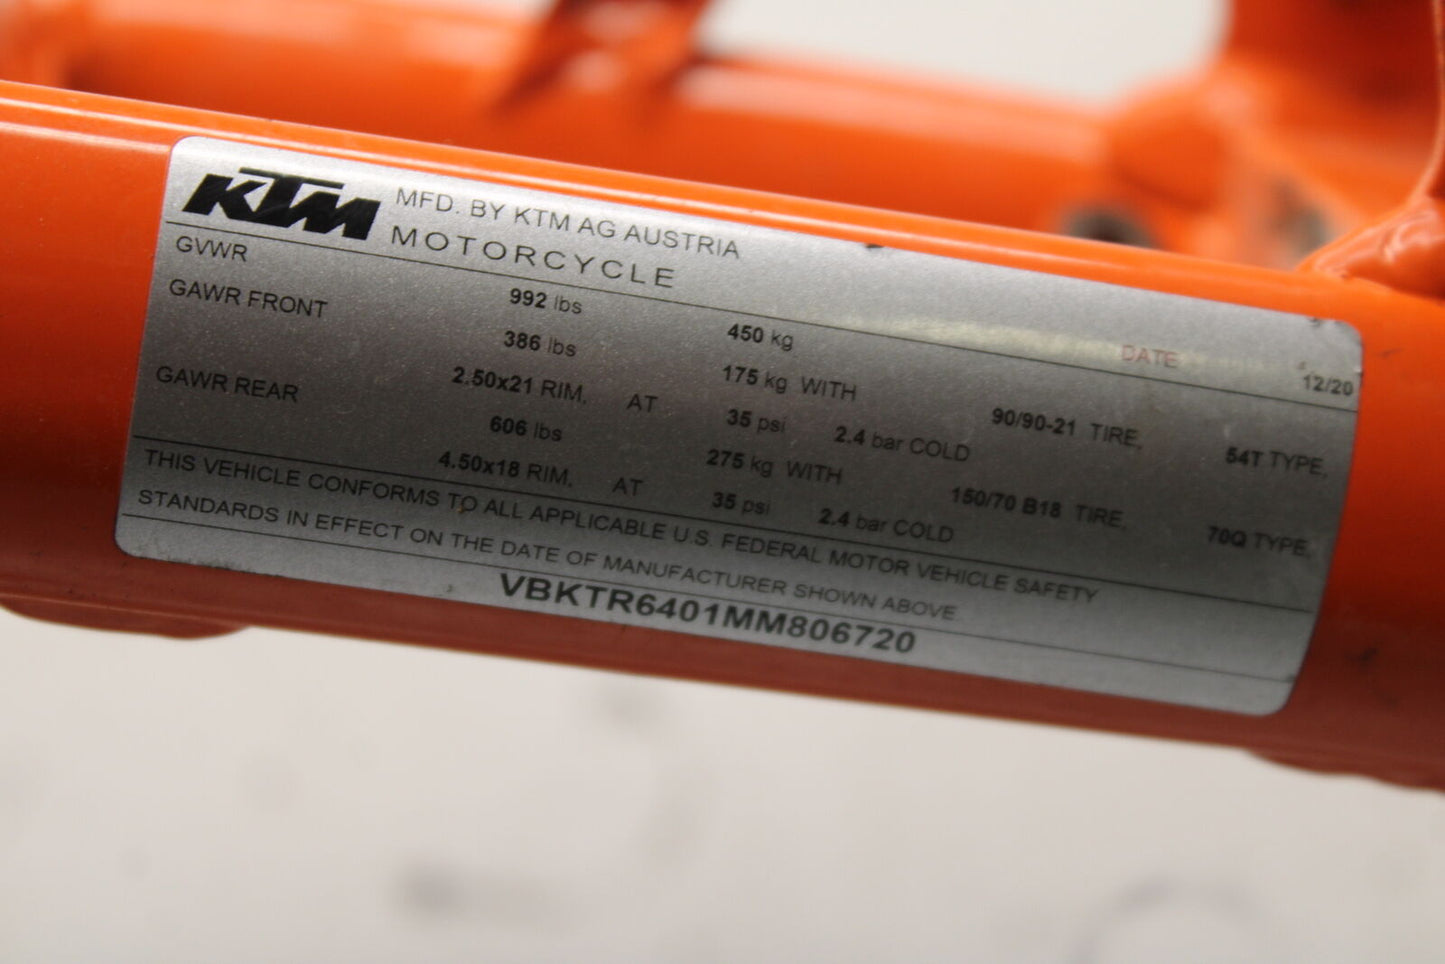 KTM MFD. BY KTM AG AUSTRIA
MOTORCYCLE
DATE 12/20
GVWR 992 lbs 450 kg
GAWR FRONT 386 lbs 175 kg WITH 90/90-21 TIRE, 54T TYPE,
2.50x21 RIM, AT 35 psi 2.4 bar COLD
GAWR REAR 606 lbs 275 kg WITH 150/70 B18 TIRE, 70Q TYPE,
4.50x18 RIM, AT 35 psi 2.4 bar COLD
THIS VEHICLE CONFORMS TO ALL APPLICABLE U.S. FEDERAL MOTOR VEHICLE SAFETY
STANDARDS IN EFFECT ON THE DATE OF MANUFACTURER SHOWN ABOVE.
VBKTR6401MM806720